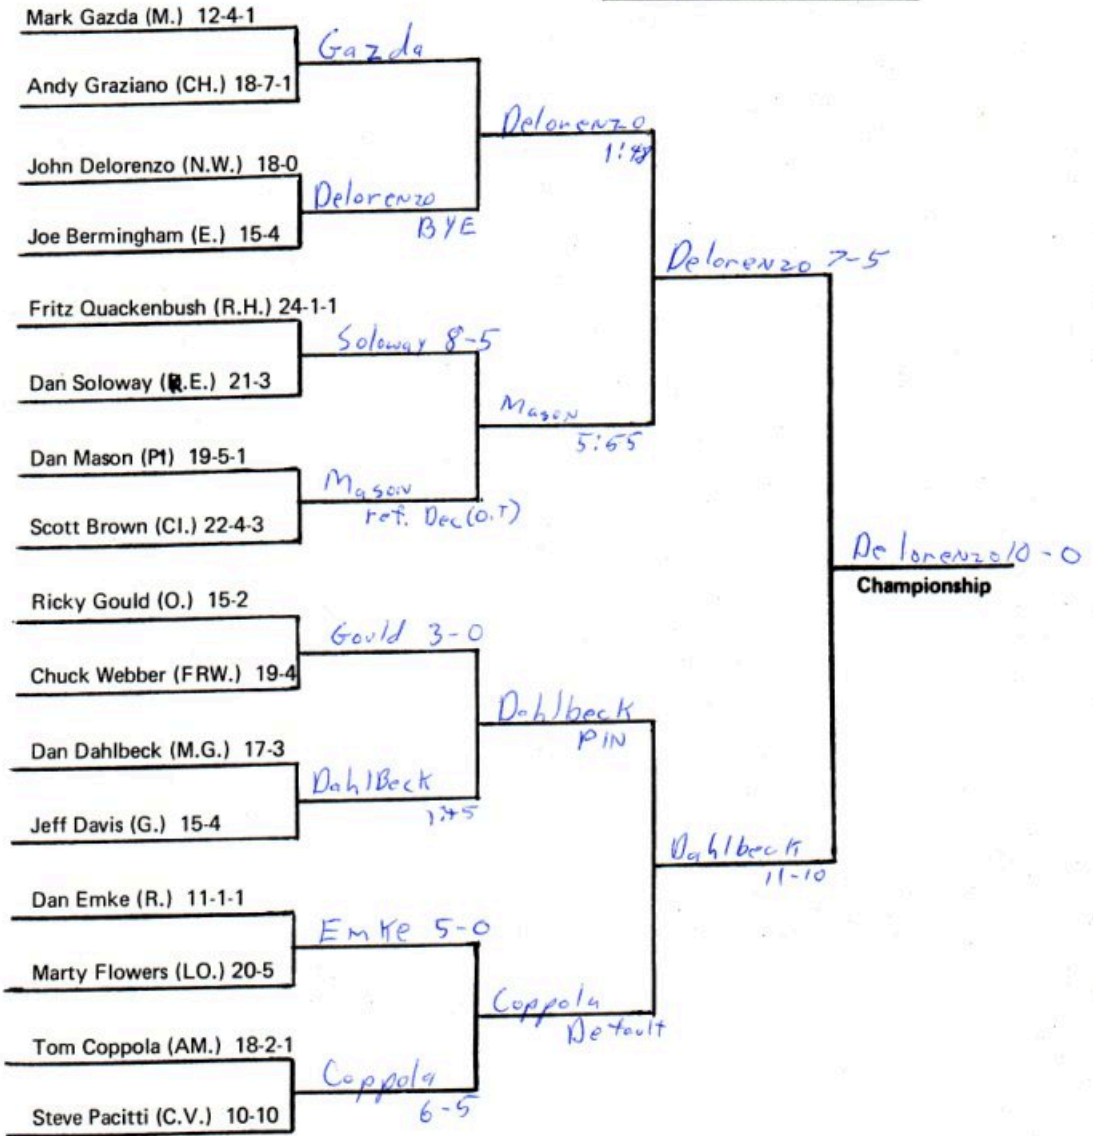 Mark Gazda (M.) 12-4-1
Gazda
Andy Graziano (CH.) 18-7-1
Delorenzo
1:48
John Delorenzo (N.W.) 18-0
Delorenzo
BYE
Joe Bermingham (E.) 15-4
Delorenzo 7-5
Fritz Quackenbush (R.H.) 24-1-1
Soloway 8-5
Dan Soloway (R.E.) 21-3
Mason
5:55
Dan Mason (P1) 19-5-1
Mason
ref. Dec (O.T)
Scott Brown (CI.) 22-4-3
Delorenzo 10-0
Championship
Ricky Gould (O.) 15-2
Gould 3-0
Chuck Webber (FRW.) 19-4
Dahlbeck
PIN
Dan Dahlbeck (M.G.) 17-3
DahlBeck
1:45
Jeff Davis (G.) 15-4
Dahlbeck
11-10
Dan Emke (R.) 11-1-1
Emke 5-0
Marty Flowers (LO.) 20-5
Coppola
Default
Tom Coppola (AM.) 18-2-1
Coppola
6-5
Steve Pacitti (C.V.) 10-10